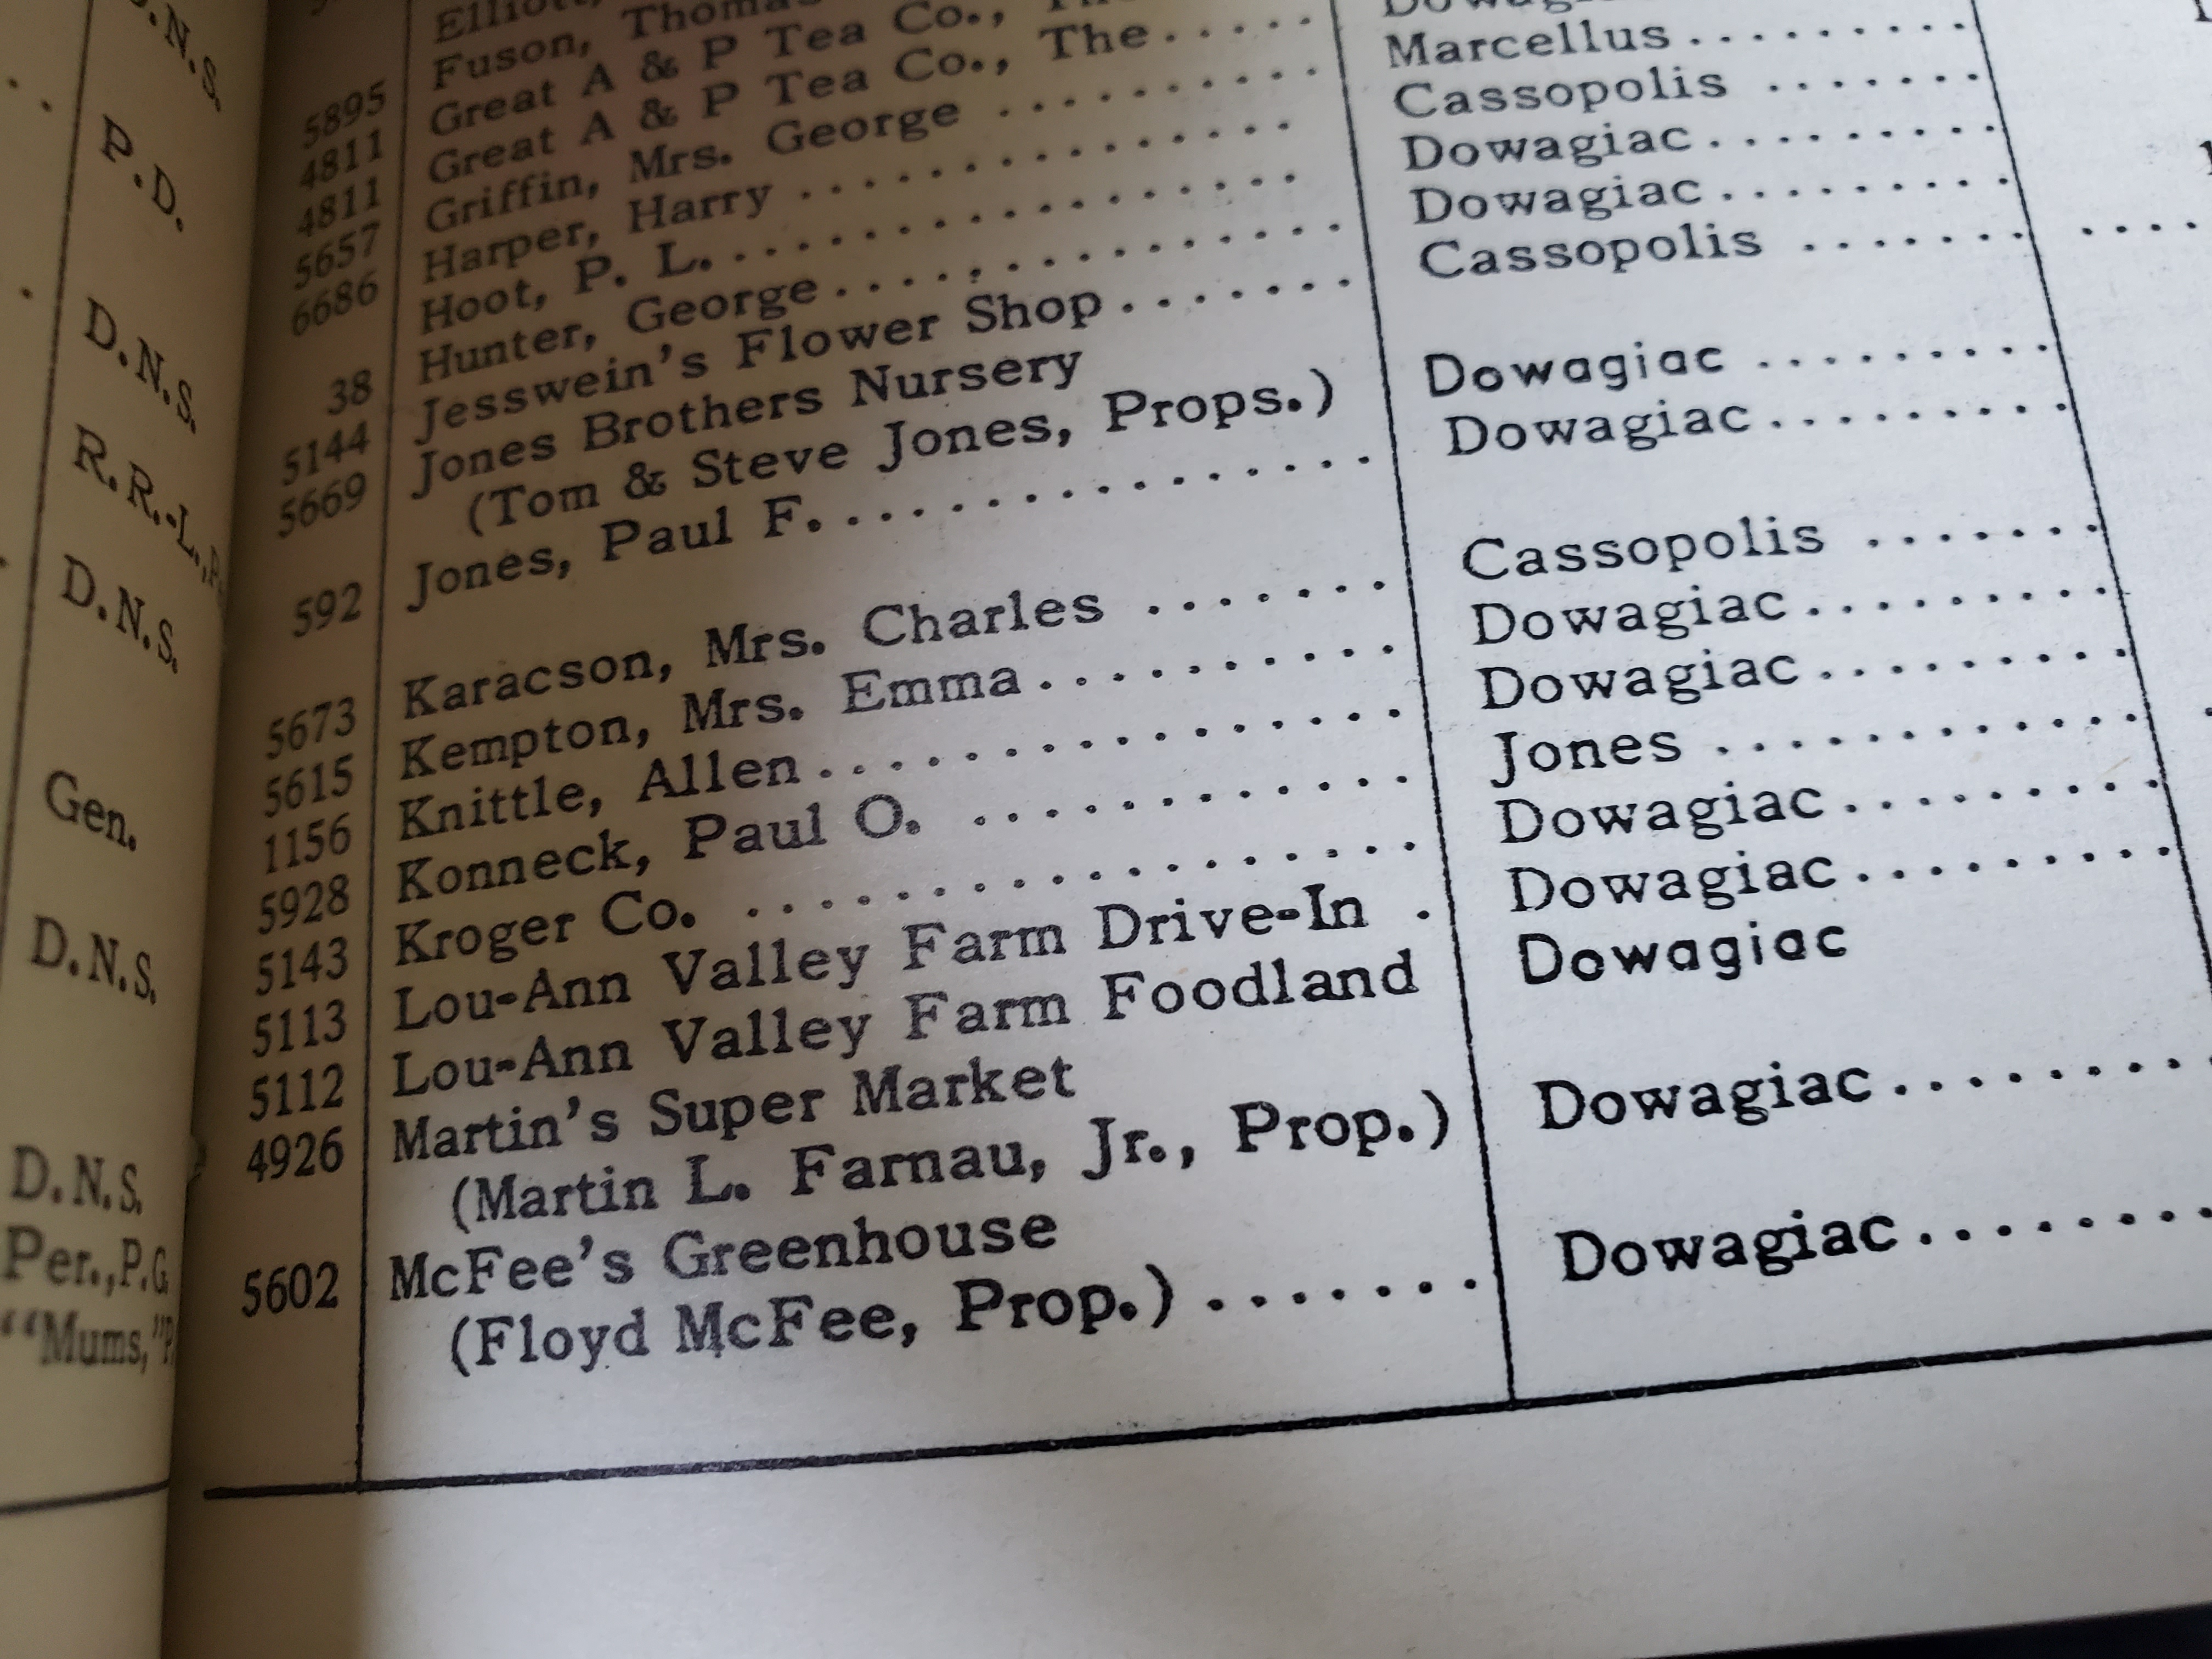 D.N.S.
P.D.
D.N.S.
R.R.-L.,
D.N.S.
Gen.
D.N.S.
D.N.S.
Per.,P.G.
"Mums,"
Elliott,
5895 Fuson, Thomas
4811 Great A & P Tea Co.,
4811 Great A & P Tea Co., The..... Dowagiac
5657 Griffin, Mrs. George .......... Marcellus.........
6686 Harper, Harry ............... Cassopolis .......
Hoot, P. L.................. Dowagiac.........
Hunter, George............... Dowagiac.........
38 Jesswein's Flower Shop....... Cassopolis .......
5144 Jones Brothers Nursery
(Tom & Steve Jones, Props.) Dowagiac .........
5669 Jones, Paul F............... Dowagiac.........
592 Karacson, Mrs. Charles ....... Cassopolis .......
5673 Kempton, Mrs. Emma.......... Dowagiac.........
5615 Knittle, Allen................ Dowagiac.........
1156 Konneck, Paul O. ............ Jones ............
5928 Kroger Co. .................. Dowagiac.........
5143 Lou-Ann Valley Farm Drive-In . Dowagiac.........
5113 Lou-Ann Valley Farm Foodland Dowagiac
5112 Martin's Super Market
4926 (Martin L. Farnau, Jr., Prop.) Dowagiac........
McFee's Greenhouse
5602 (Floyd McFee, Prop.)....... Dowagiac........